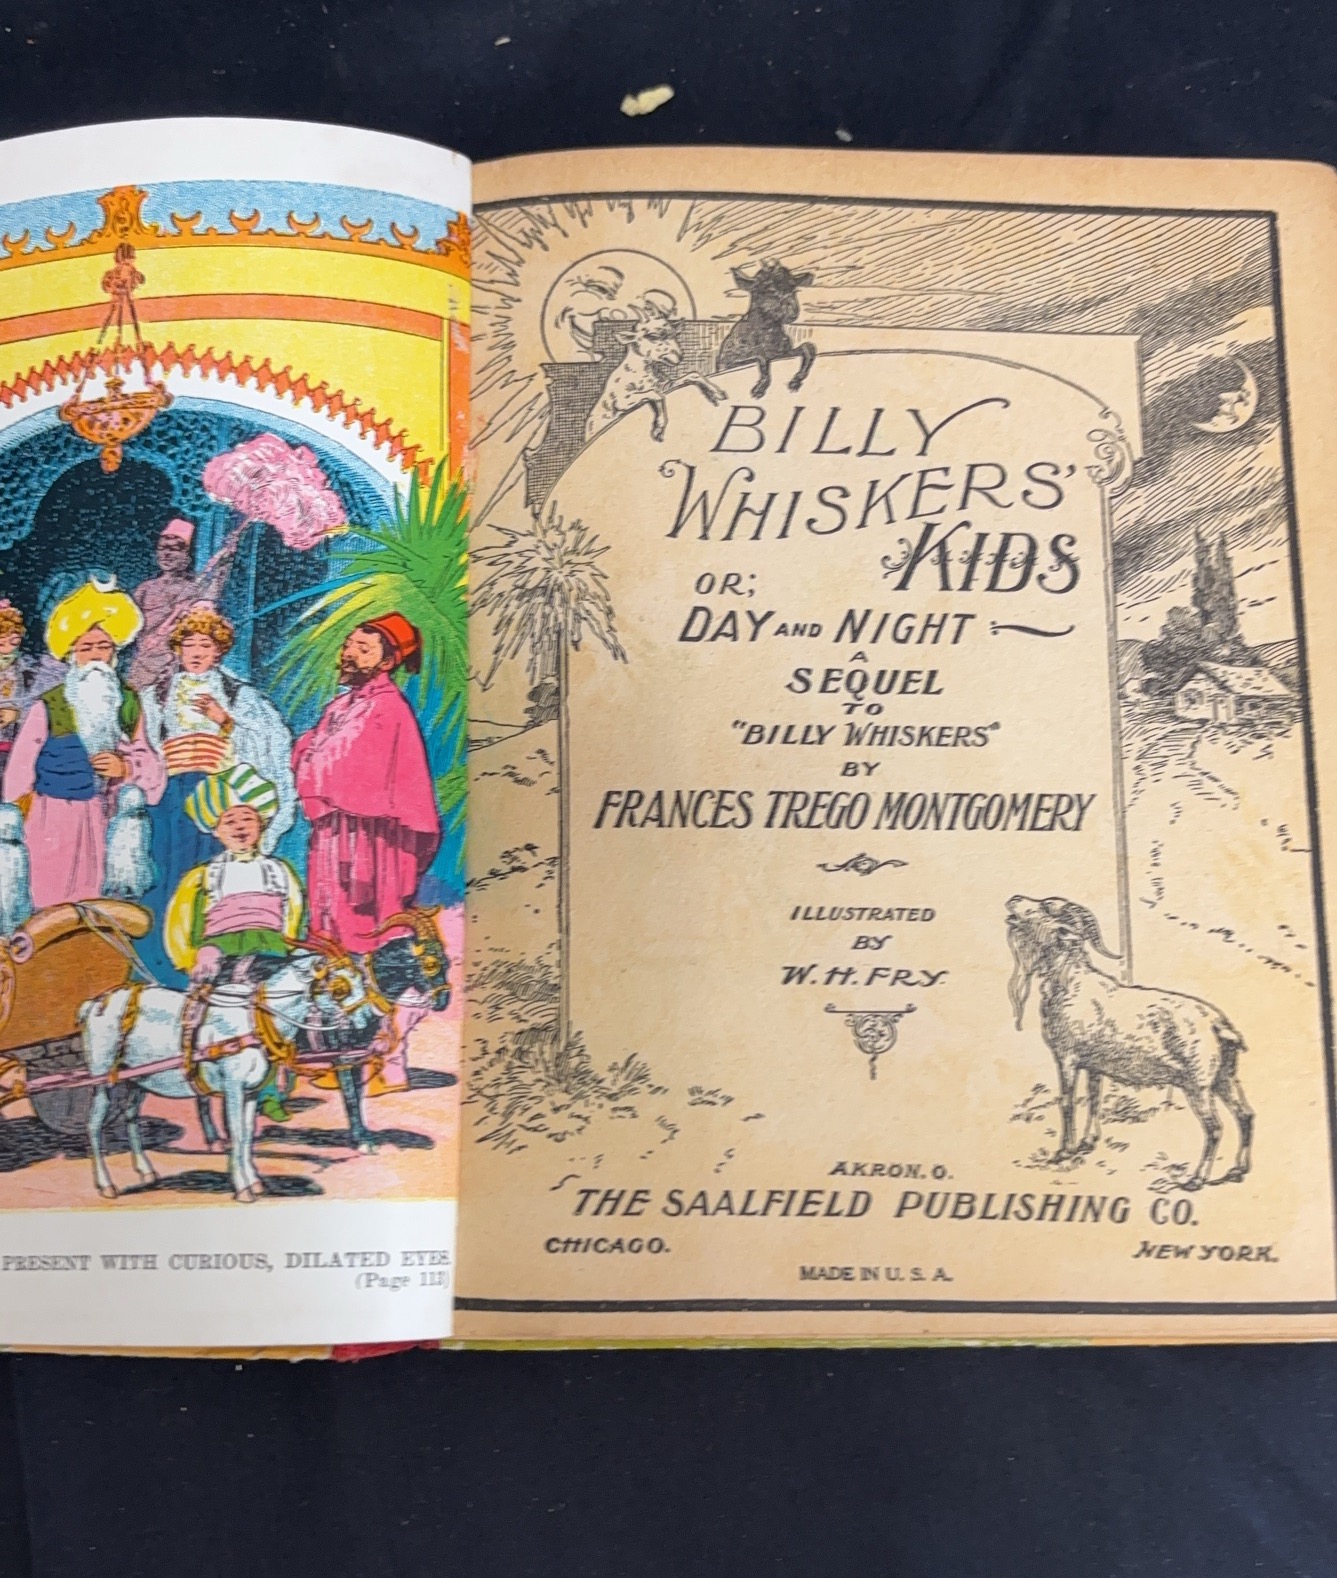 PRESENT WITH CURIOUS, DILATED EYES.
(Page 113)
BILLY
WHISKERS'
KIDS
OR;
DAY AND NIGHT
A
SEQUEL
TO
"BILLY WHISKERS"
BY
FRANCES TREGO MONTGOMERY
ILLUSTRATED
BY
W. H. FRY.
AKRON. O.
THE SAALFIELD PUBLISHING CO.
CHICAGO. NEW YORK.
MADE IN U. S. A.